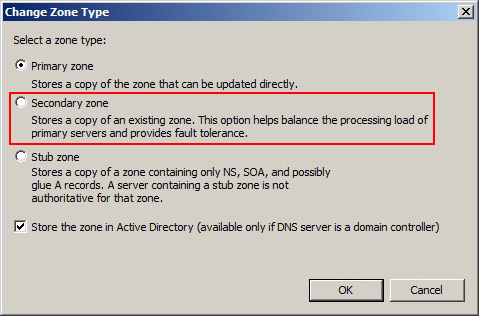 Change Zone Type
Select a zone type:
Primary zone
Stores a copy of the zone that can be updated directly.
Secondary zone
Stores a copy of an existing zone. This option helps balance the processing load of
primary servers and provides fault tolerance.
Stub zone
Stores a copy of a zone containing only NS, SOA, and possibly
glue A records. A server containing a stub zone is not
authoritative for that zone.
Store the zone in Active Directory (available only if DNS server is a domain controller)
OK
Cancel